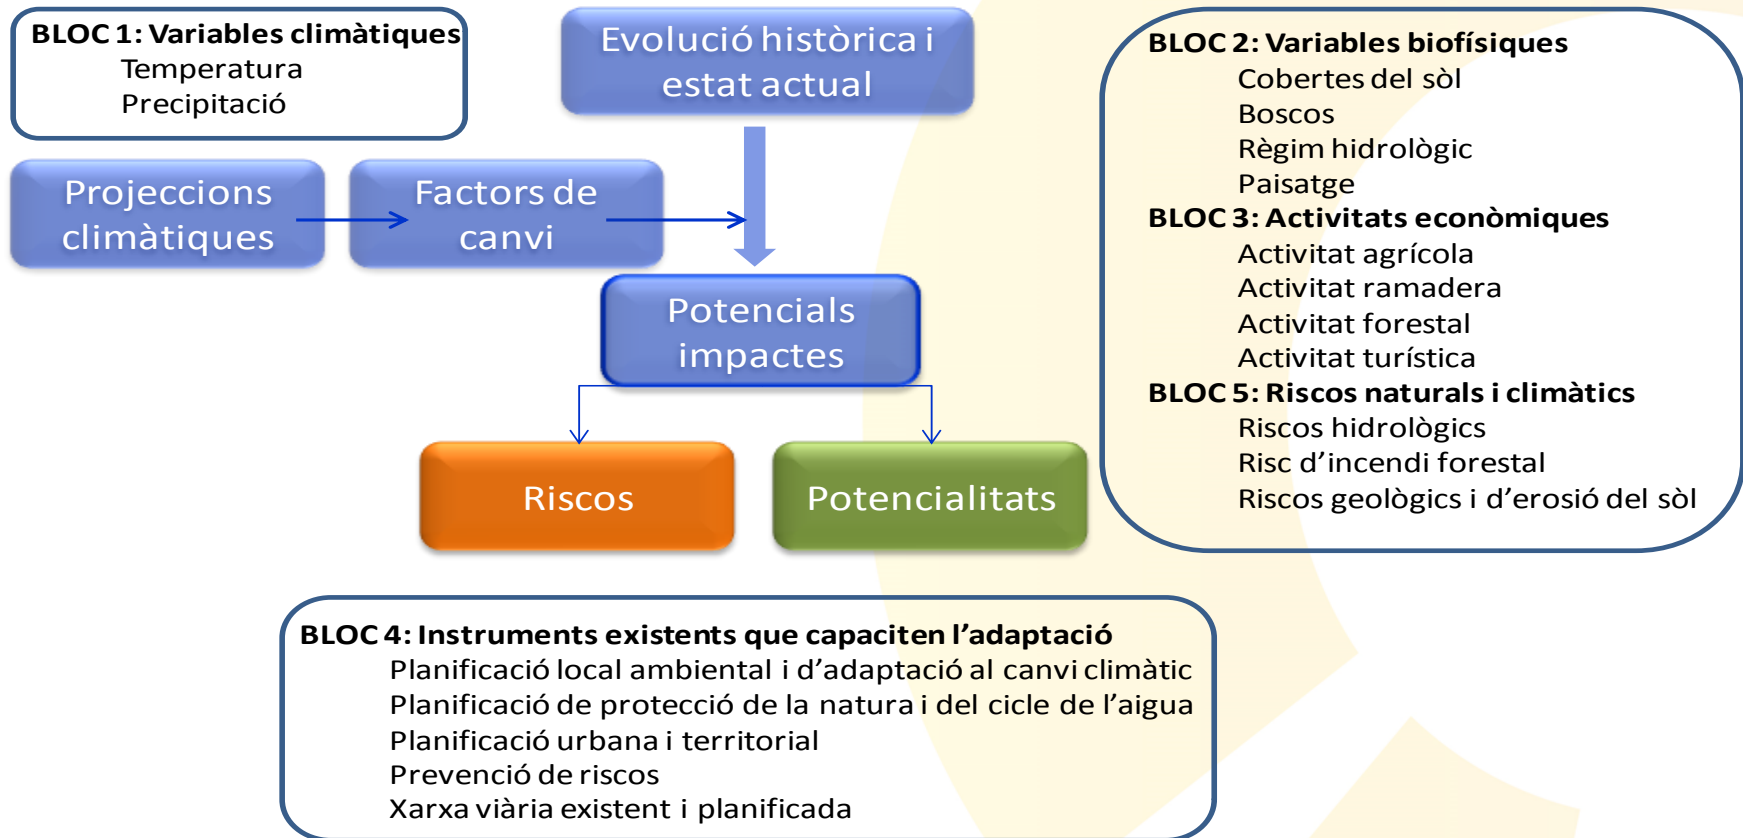 BLOC 1: Variables climàtiques
Temperatura
Precipitació
Evolució històrica i
estat actual
Projeccions
climàtiques
Factors de
canvi
Potencials
impactes
Riscos
Potencialitats
BLOC 2: Variables biofísiques
Cobertes del sòl
Boscos
Règim hidrològic
Paisatge
BLOC 3: Activitats econòmiques
Activitat agrícola
Activitat ramadera
Activitat forestal
Activitat turística
BLOC 5: Riscos naturals i climàtics
Riscos hidrològics
Risc d’incendi forestal
Riscos geològics i d’erosió del sòl
BLOC 4: Instruments existents que capaciten l’adaptació
Planificació local ambiental i d’adaptació al canvi climàtic
Planificació de protecció de la natura i del cicle de l’aigua
Planificació urbana i territorial
Prevenció de riscos
Xarxa viària existent i planificada